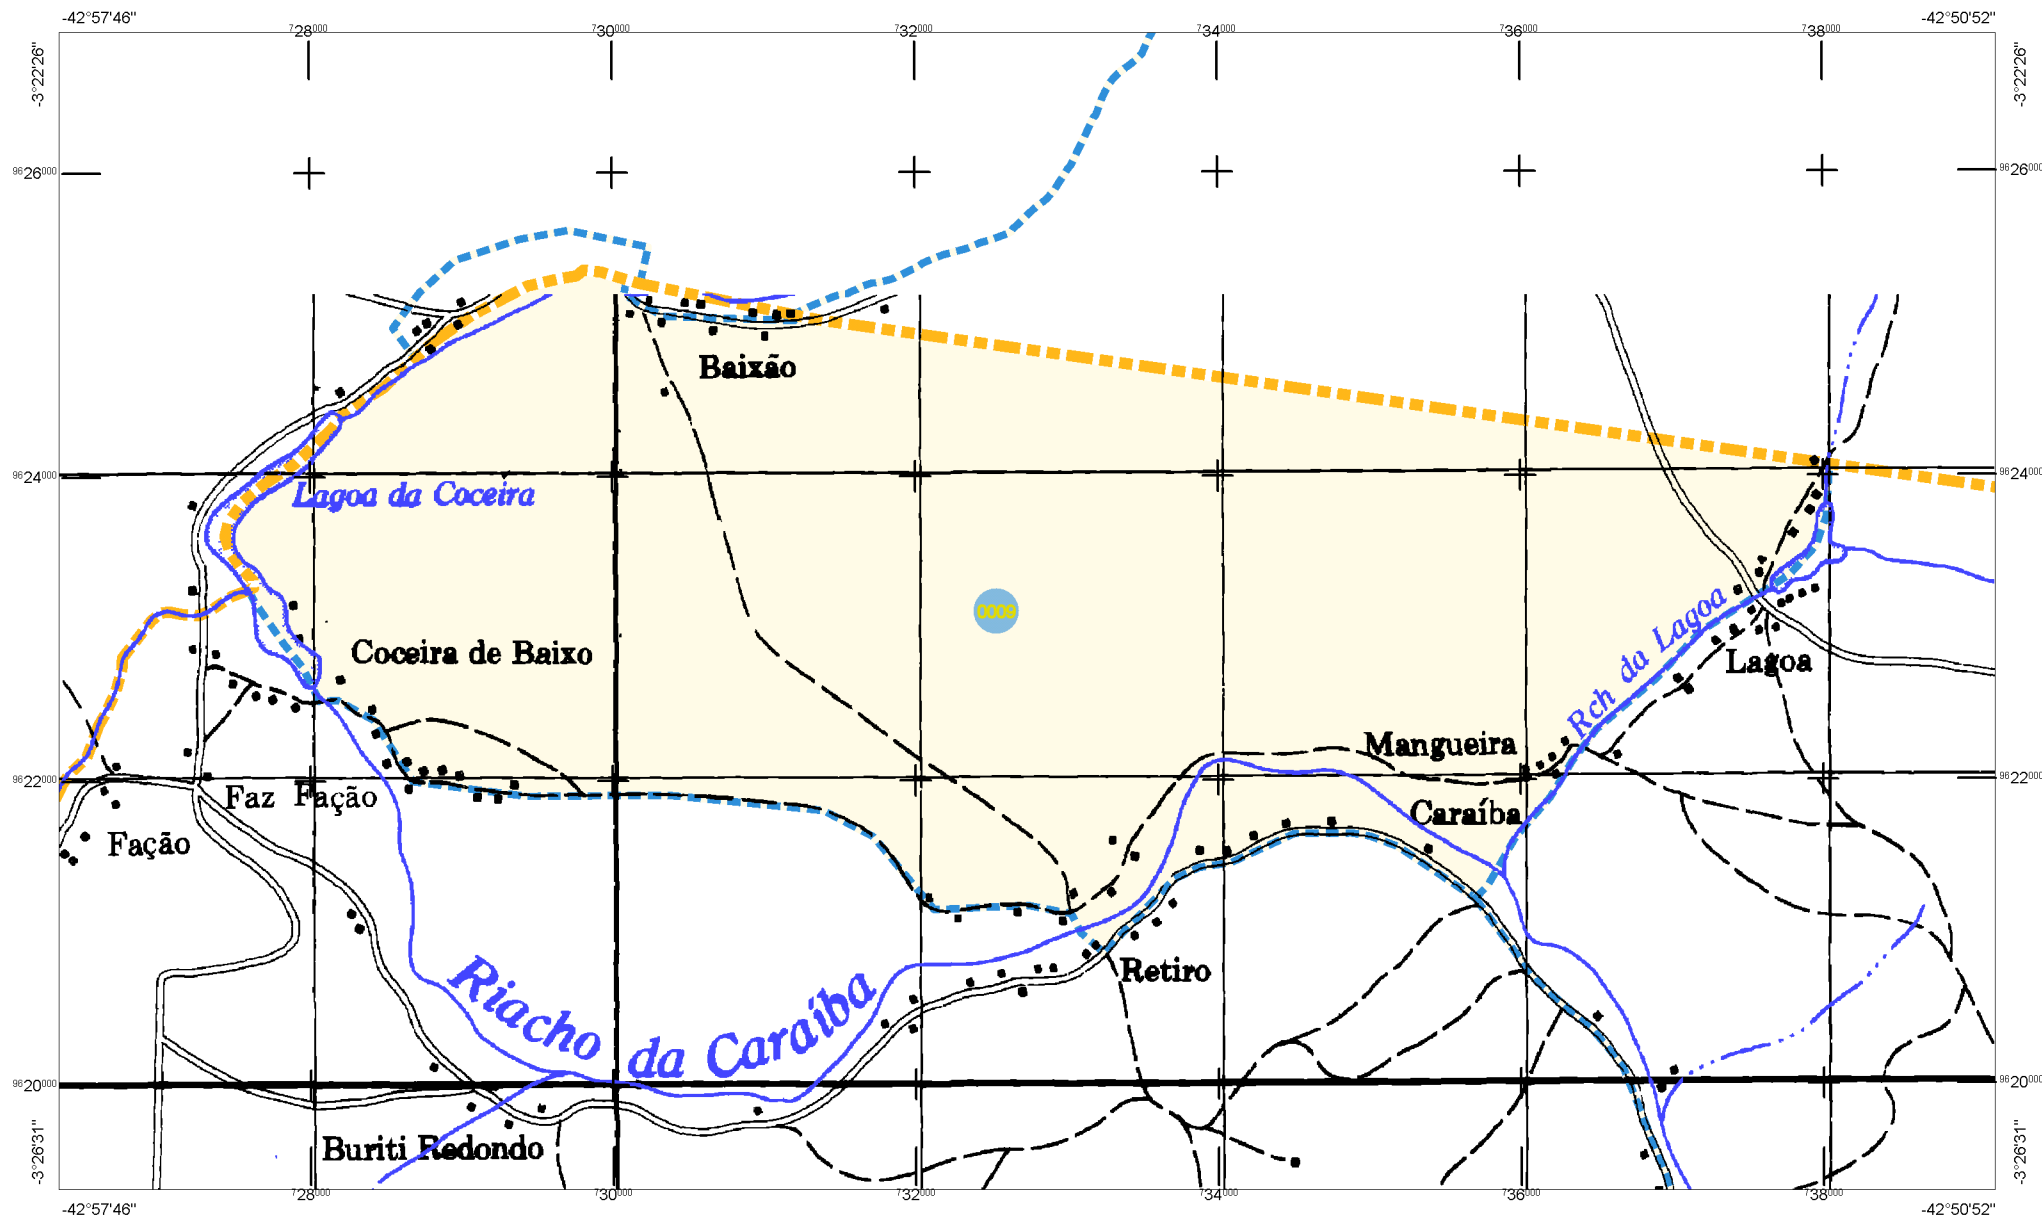 -42°57'46" -42°50'52"
728000 730000 732000 734000 736000 738000
-3°22'26" -3°22'26"
9626000 9626000
Baixão
9624000 9624000
Lagoa da Coceira
0009
Rch da Lagoa
Coceira de Baixo
Lagoa
Mangueira
9622000 9622000
Faz Fação
Caraíba
Fação
Retiro
Riacho da Caraíba
9620000 9620000
Buriti Redondo
-3°26'31" -3°26'31"
728000 730000 732000 734000 736000 738000
-42°57'46" -42°50'52"